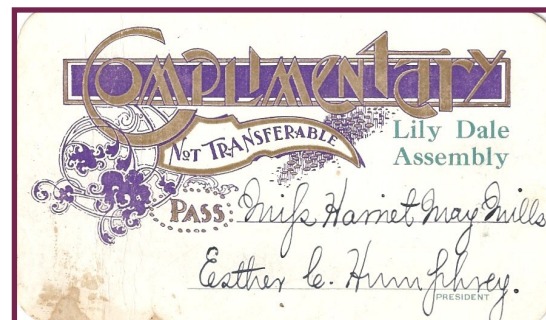 COMPLIMENTARY
NOT TRANSFERABLE
Lily Dale
Assembly
PASS: Miss Harriet May Mills
Esther C. Humphrey.
PRESIDENT